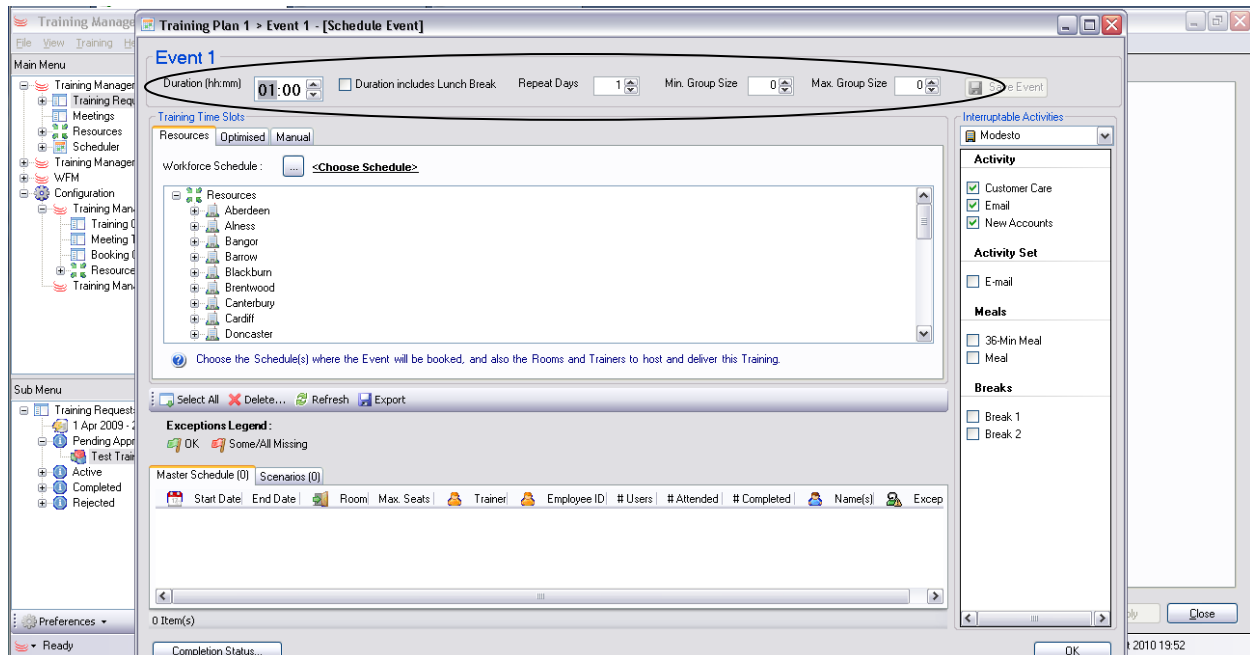 Training Manage
File View Training He
Main Menu
Training Manager
Training Requ
Meetings
Resources
Scheduler
Training Manager
WFM
Configuration
Training Man
Training C
Meeting T
Booking C
Resource
Training Man
Sub Menu
Training Request
1 Apr 2009 - 2
Pending Appr
Test Train
Active
Completed
Rejected
Preferences
Ready
Training Plan 1 > Event 1 - [Schedule Event]
Event 1
Duration (hh:mm) 01:00 Duration includes Lunch Break Repeat Days 1 Min. Group Size 0 Max. Group Size 0 Save Event
Training Time Slots
Resources Optimised Manual
Workforce Schedule : ... <Choose Schedule>
Resources
Aberdeen
Alness
Bangor
Barrow
Blackburn
Brentwood
Canterbury
Cardiff
Doncaster
Choose the Schedule(s) where the Event will be booked, and also the Rooms and Trainers to host and deliver this Training.
Select All Delete... Refresh Export
Exceptions Legend :
OK Some/All Missing
Master Schedule (0) Scenarios (0)
Start Date End Date Room Max. Seats Trainer Employee ID # Users # Attended # Completed Name(s) Excep
0 Item(s)
Completion Status...
Interruptable Activities
Modesto
Activity
Customer Care
Email
New Accounts
Activity Set
E-mail
Meals
36-Min Meal
Meal
Breaks
Break 1
Break 2
OK
Close
2010 19:52